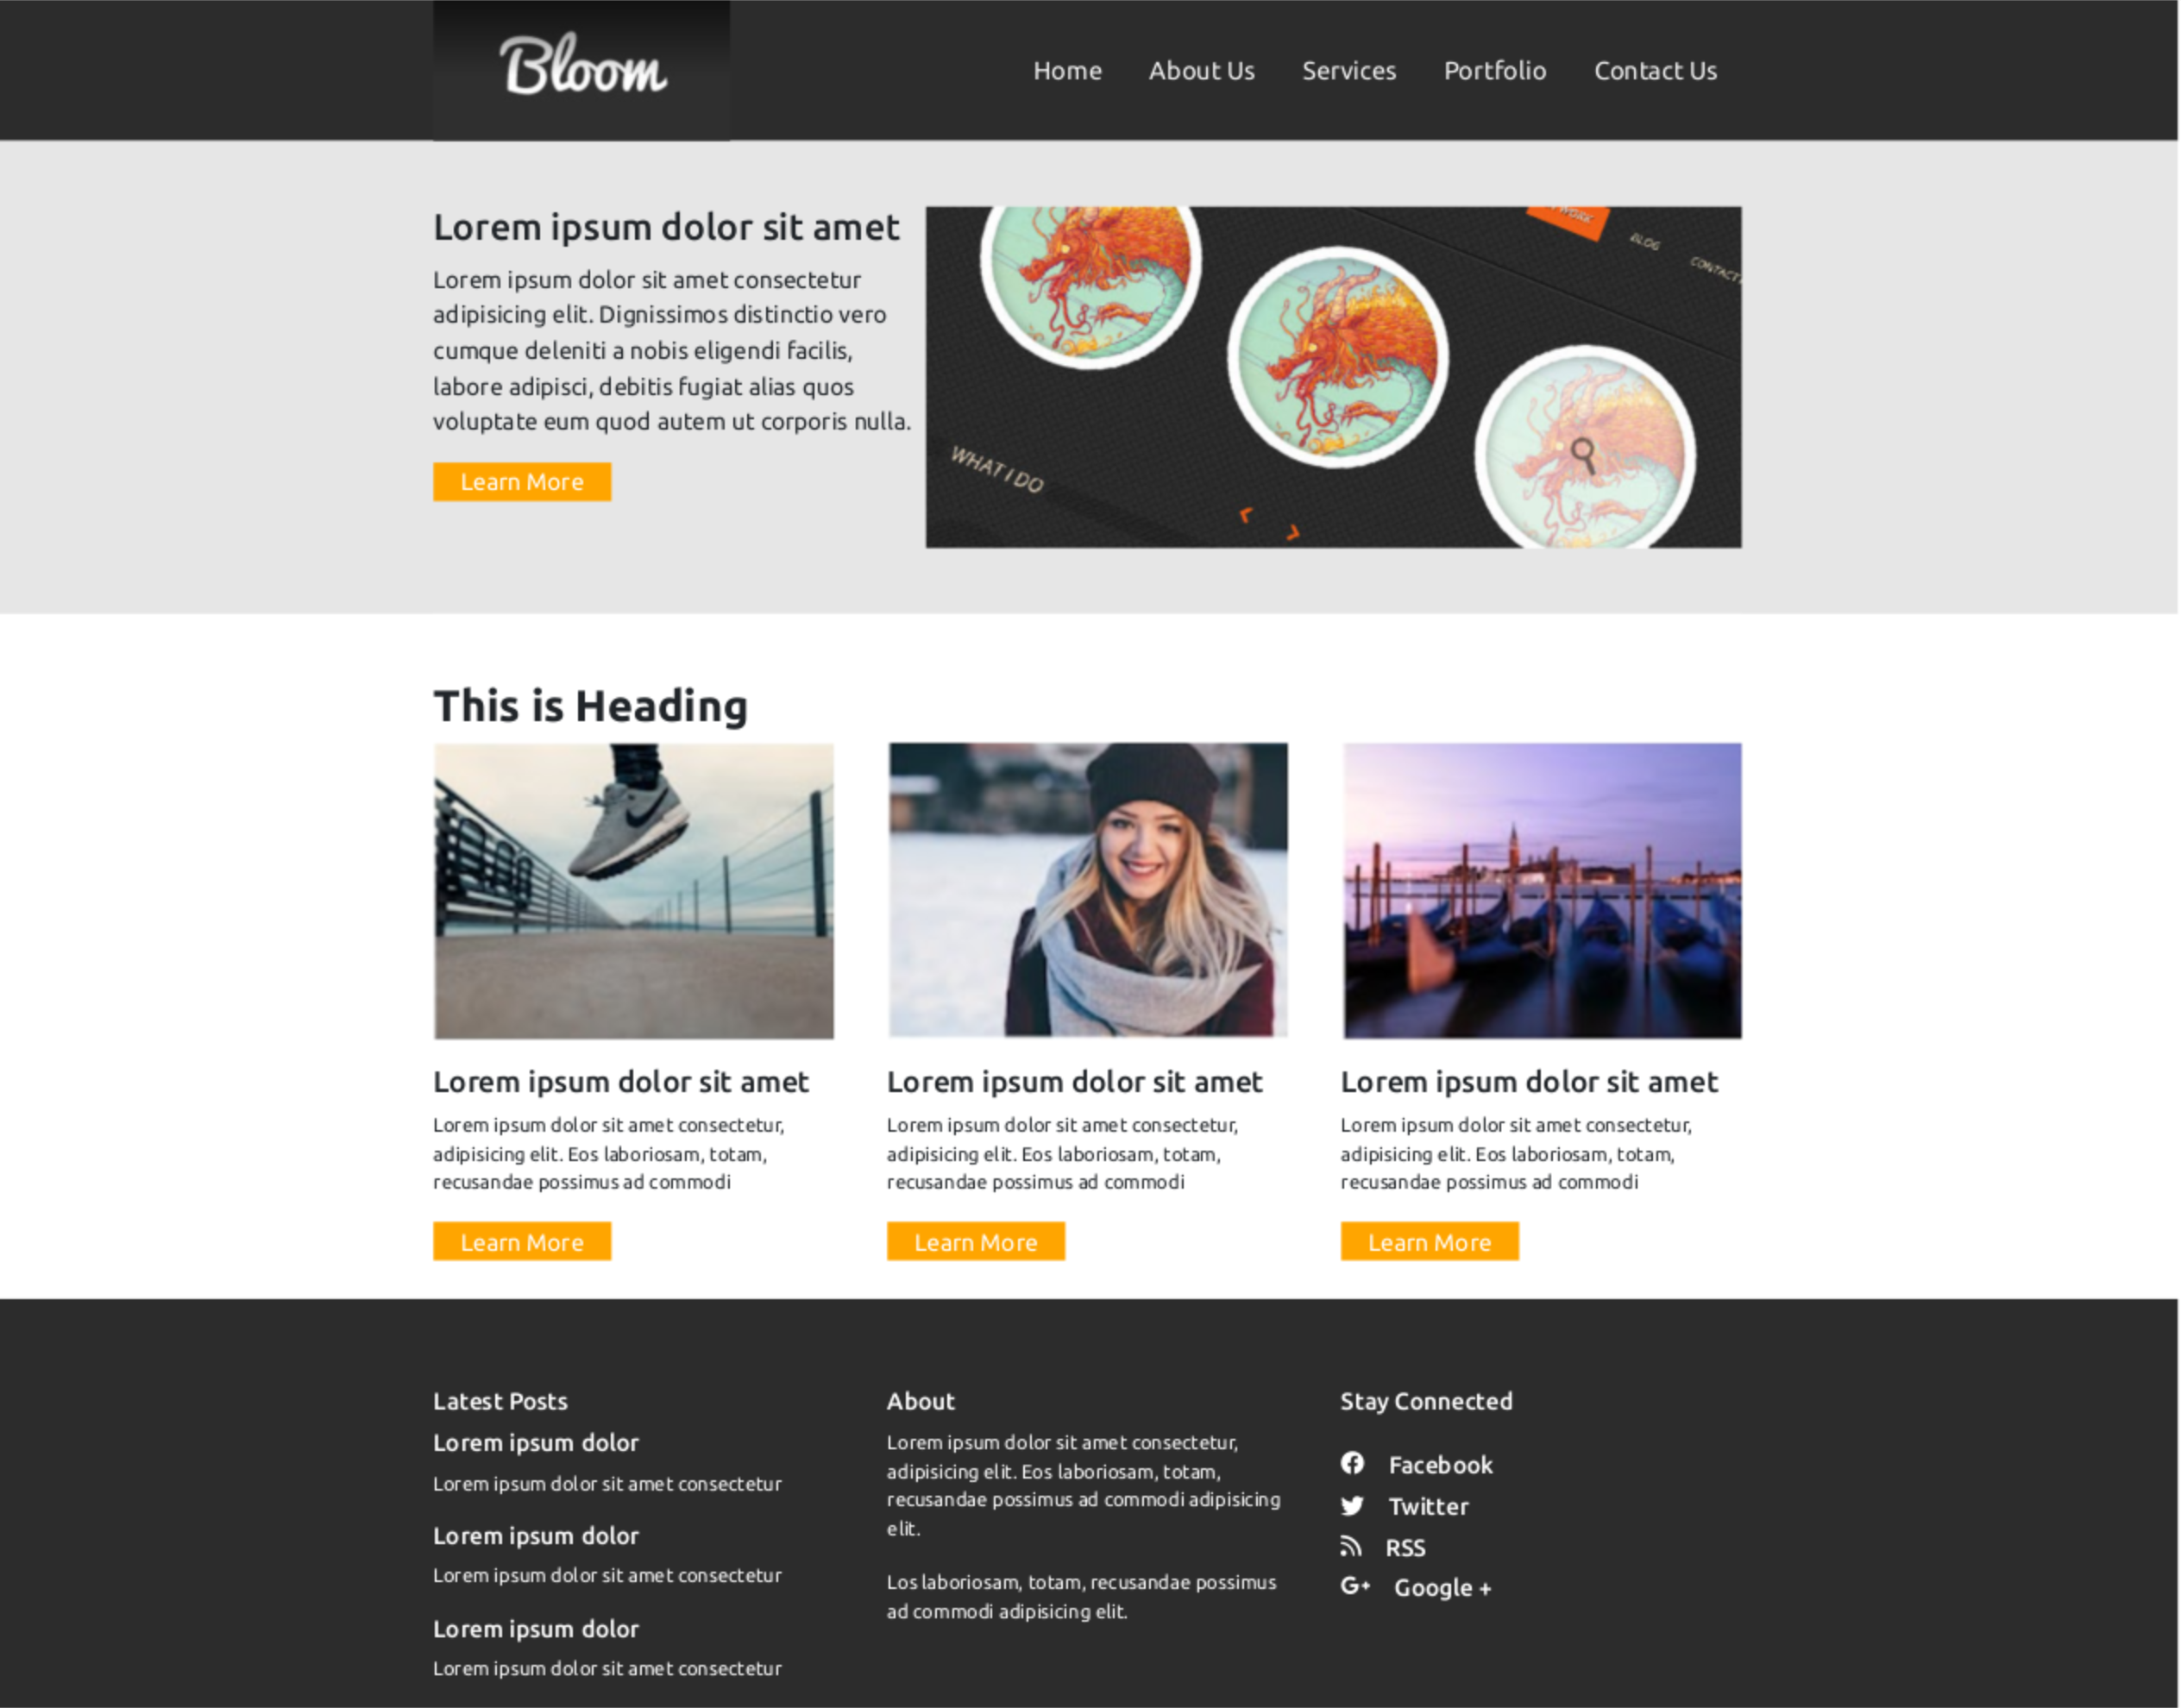 Bloom
Home About Us Services Portfolio Contact Us
Lorem ipsum dolor sit amet
Lorem ipsum dolor sit amet consectetur
adipisicing elit. Dignissimos distinctio vero
cumque deleniti a nobis eligendi facilis,
labore adipisci, debitis fugiat alias quos
voluptate eum quod autem ut corporis nulla.
Learn More
WORK
BLOG
CONTACT
WHAT I DO
This is Heading
Lorem ipsum dolor sit amet
Lorem ipsum dolor sit amet consectetur,
adipisicing elit. Eos laboriosam, totam,
recusandae possimus ad commodi
Learn More
Lorem ipsum dolor sit amet
Lorem ipsum dolor sit amet consectetur,
adipisicing elit. Eos laboriosam, totam,
recusandae possimus ad commodi
Learn More
Lorem ipsum dolor sit amet
Lorem ipsum dolor sit amet consectetur,
adipisicing elit. Eos laboriosam, totam,
recusandae possimus ad commodi
Learn More
Latest Posts
Lorem ipsum dolor
Lorem ipsum dolor sit amet consectetur
Lorem ipsum dolor
Lorem ipsum dolor sit amet consectetur
Lorem ipsum dolor
Lorem ipsum dolor sit amet consectetur
About
Lorem ipsum dolor sit amet consectetur,
adipisicing elit. Eos laboriosam, totam,
recusandae possimus ad commodi adipisicing
elit.
Los laboriosam, totam, recusandae possimus
ad commodi adipisicing elit.
Stay Connected
Facebook
Twitter
RSS
G+ Google +